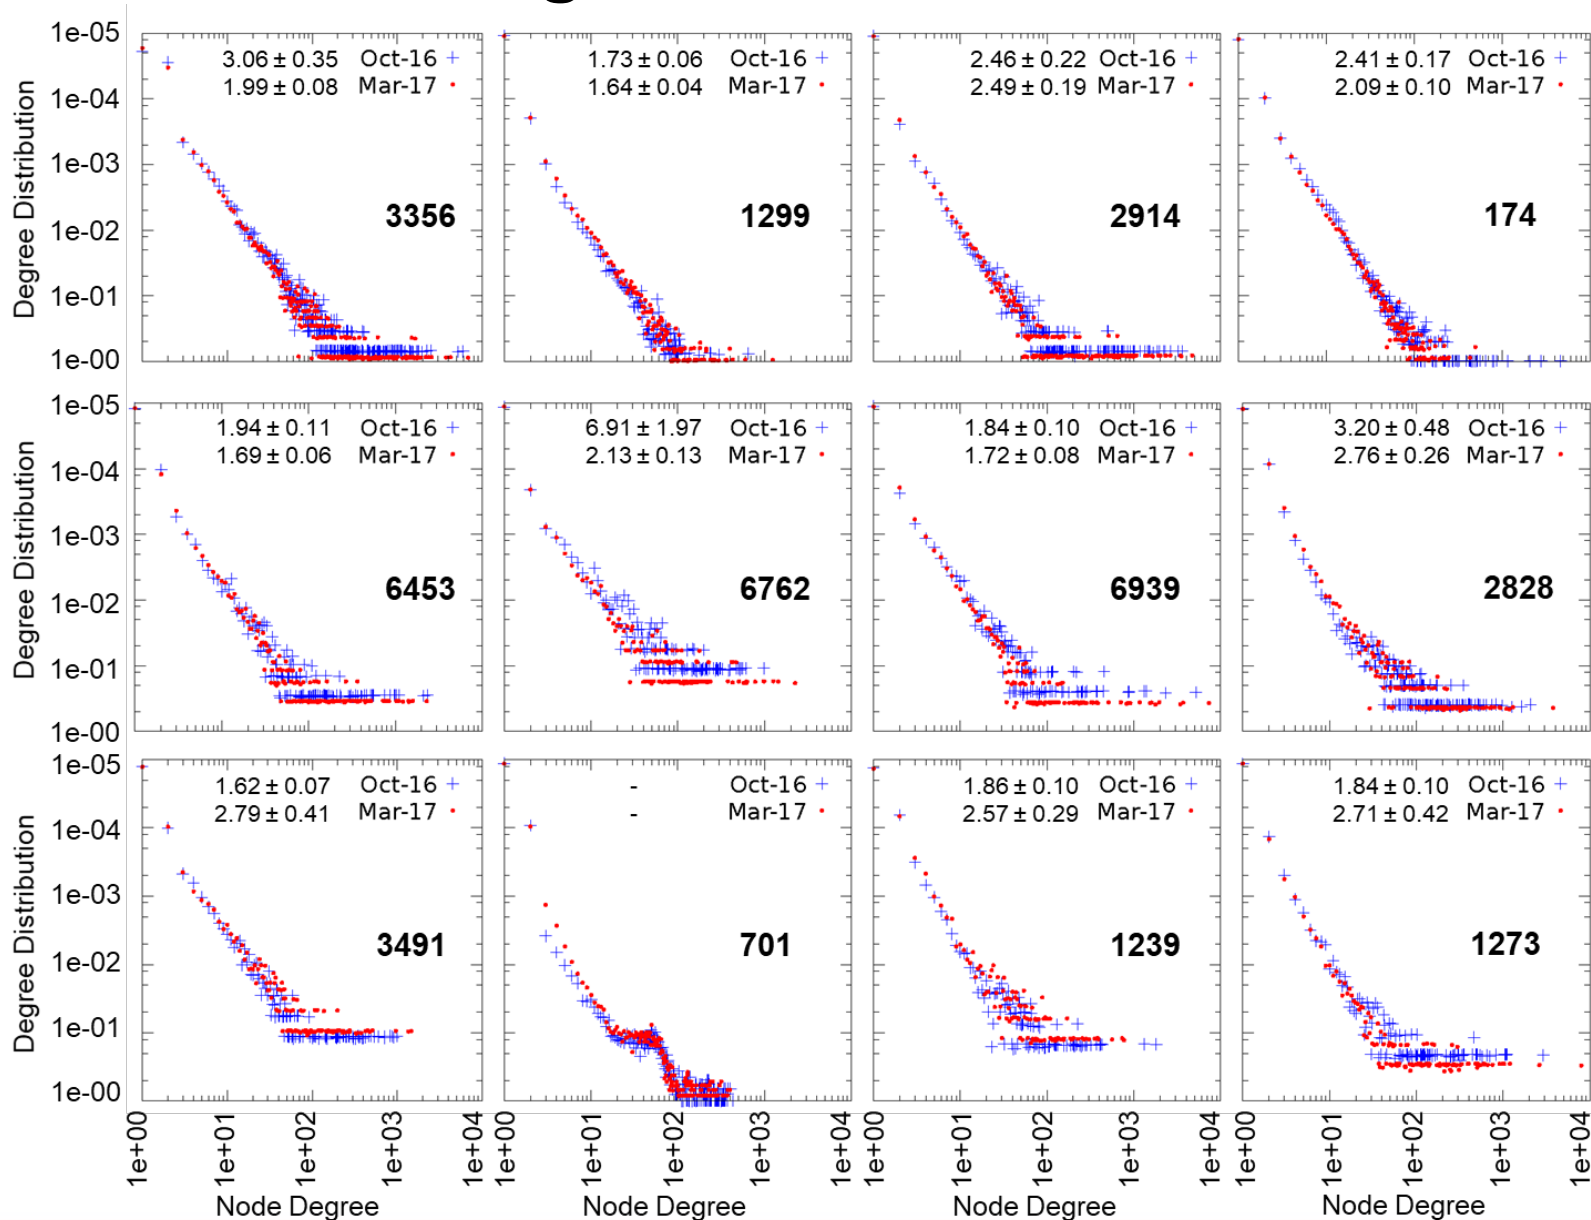 g
1e-05
1e-04
1e-03
1e-02
1e-01
1e-00
Degree Distribution
3.06 ± 0.35 Oct-16
1.99 ± 0.08 Mar-17
3356
1.73 ± 0.06 Oct-16
1.64 ± 0.04 Mar-17
1299
2.46 ± 0.22 Oct-16
2.49 ± 0.19 Mar-17
2914
2.41 ± 0.17 Oct-16
2.09 ± 0.10 Mar-17
174
1e-05
1e-04
1e-03
1e-02
1e-01
1e-00
Degree Distribution
1.94 ± 0.11 Oct-16
1.69 ± 0.06 Mar-17
6453
6.91 ± 1.97 Oct-16
2.13 ± 0.13 Mar-17
6762
1.84 ± 0.10 Oct-16
1.72 ± 0.08 Mar-17
6939
3.20 ± 0.48 Oct-16
2.76 ± 0.26 Mar-17
2828
1e-05
1e-04
1e-03
1e-02
1e-01
1e-00
Degree Distribution
1.62 ± 0.07 Oct-16
2.79 ± 0.41 Mar-17
3491
- Oct-16
- Mar-17
701
1.86 ± 0.10 Oct-16
2.57 ± 0.29 Mar-17
1239
1.84 ± 0.10 Oct-16
2.71 ± 0.42 Mar-17
1273
1e+00
1e+01
1e+02
1e+03
1e+04
Node Degree
1e+00
1e+01
1e+02
1e+03
1e+04
Node Degree
1e+00
1e+01
1e+02
1e+03
1e+04
Node Degree
1e+00
1e+01
1e+02
1e+03
1e+04
Node Degree